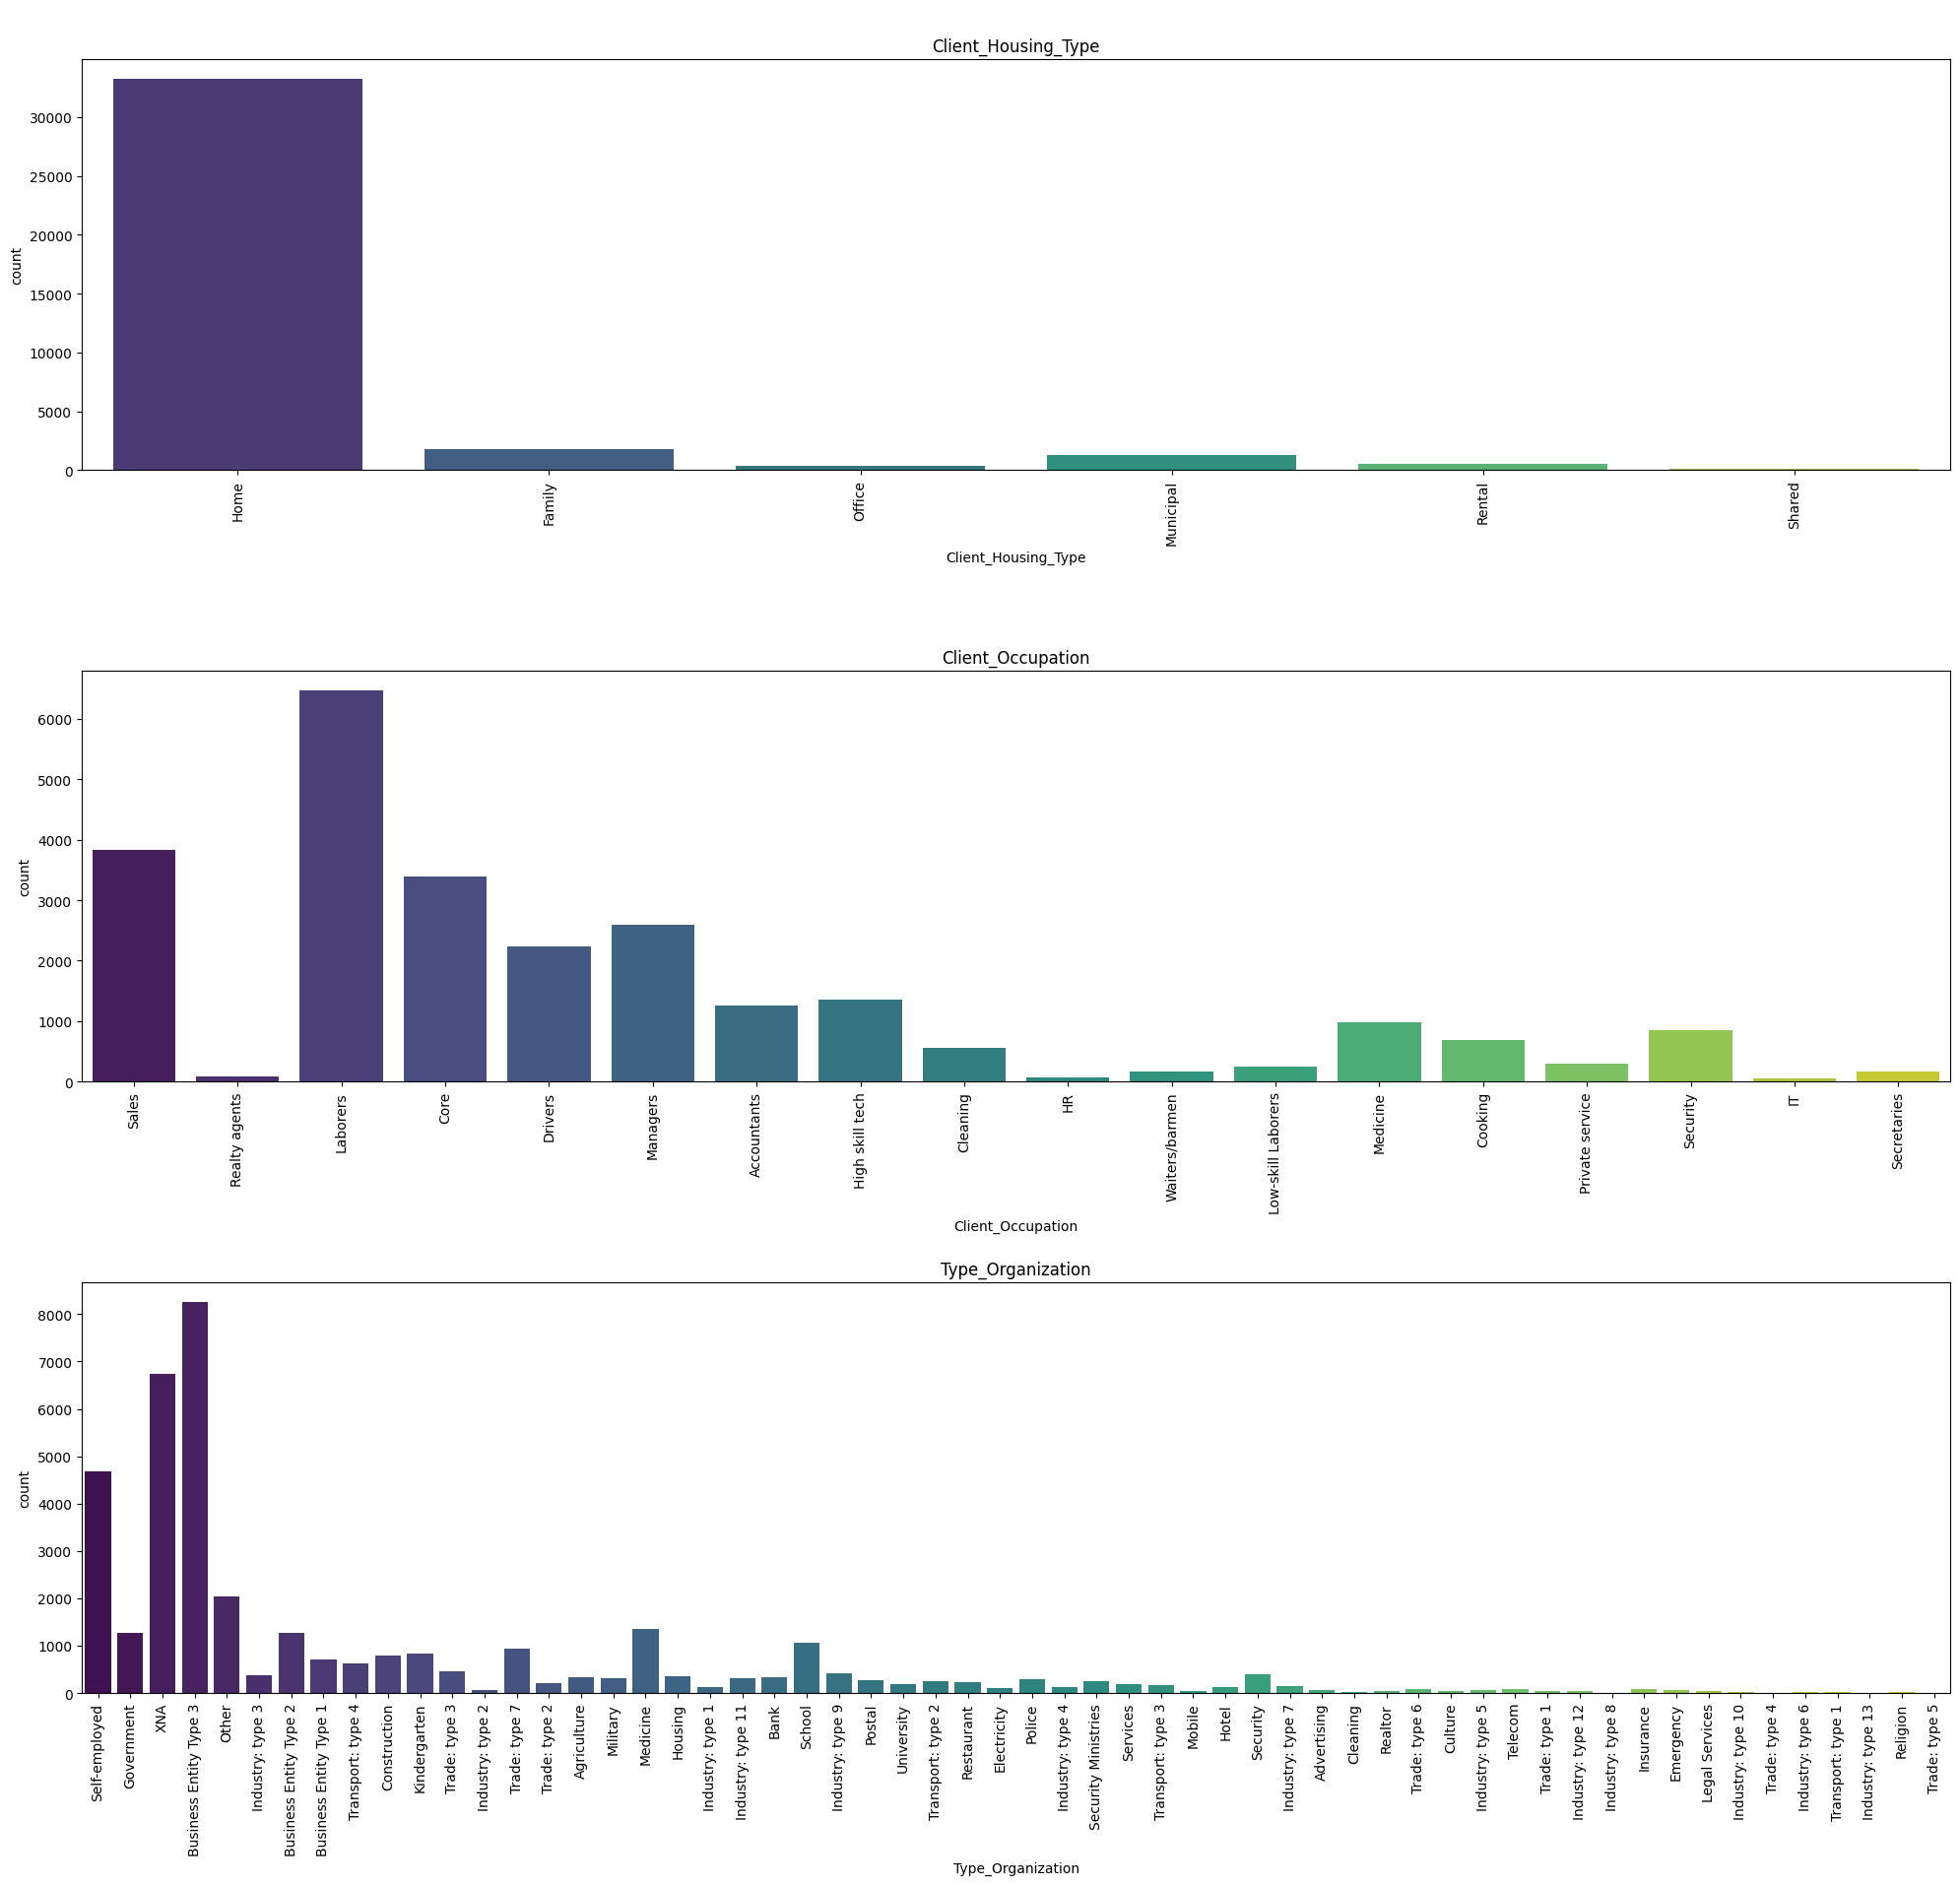 Client_Housing_Type
30000
25000
20000
15000
10000
5000
0
count
Home
Family
Office
Municipal
Rental
Shared
Client_Housing_Type
Client_Occupation
6000
5000
4000
3000
2000
1000
0
count
Sales
Realty agents
Laborers
Core
Drivers
Managers
Accountants
High skill tech
Cleaning
HR
Waiters/barmen
Low-skill Laborers
Medicine
Cooking
Private service
Security
IT
Secretaries
Client_Occupation
Type_Organization
8000
7000
6000
5000
4000
3000
2000
1000
0
count
Self-employed
Government
XNA
Business Entity Type 3
Other
Industry: type 3
Business Entity Type 2
Business Entity Type 1
Transport: type 4
Construction
Kindergarten
Trade: type 3
Industry: type 2
Trade: type 7
Trade: type 2
Agriculture
Military
Medicine
Housing
Industry: type 1
Industry: type 11
Bank
School
Industry: type 9
Postal
University
Transport: type 2
Restaurant
Electricity
Police
Industry: type 4
Security Ministries
Services
Transport: type 3
Mobile
Hotel
Security
Industry: type 7
Advertising
Cleaning
Realtor
Trade: type 6
Culture
Industry: type 5
Telecom
Trade: type 1
Industry: type 12
Industry: type 8
Insurance
Emergency
Legal Services
Industry: type 10
Trade: type 4
Industry: type 6
Transport: type 1
Industry: type 13
Religion
Trade: type 5
Type_Organization